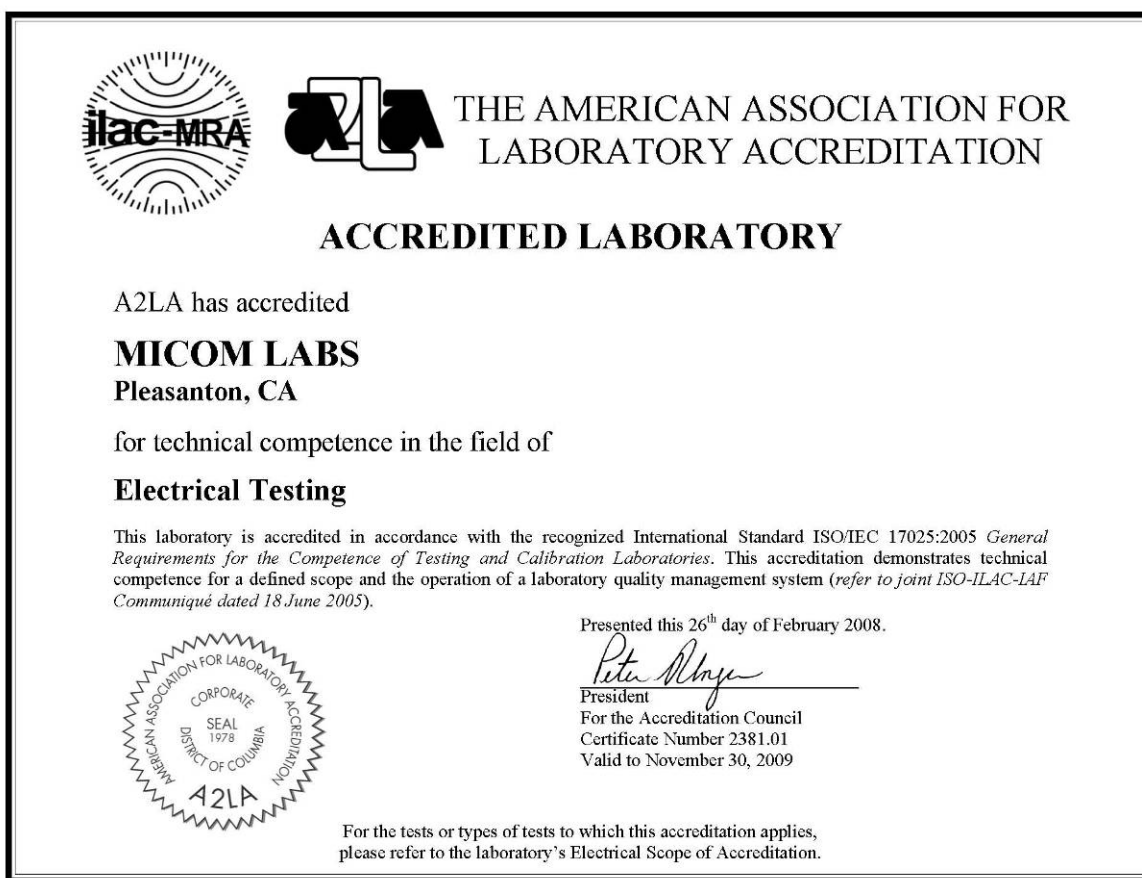 ilac-MRA
a2la
THE AMERICAN ASSOCIATION FOR
LABORATORY ACCREDITATION
ACCREDITED LABORATORY
A2LA has accredited
MICOM LABS
Pleasanton, CA
for technical competence in the field of
Electrical Testing
This laboratory is accredited in accordance with the recognized International Standard ISO/IEC 17025:2005 General
Requirements for the Competence of Testing and Calibration Laboratories. This accreditation demonstrates technical
competence for a defined scope and the operation of a laboratory quality management system (refer to joint ISO-ILAC-IAF
Communiqué dated 18 June 2005).
Presented this 26th day of February 2008.
Peter
President
For the Accreditation Council
Certificate Number 2381.01
Valid to November 30, 2009
AMERICAN ASSOCIATION FOR LABORATORY ACCREDITATION
CORPORATE
SEAL
1978
DISTRICT OF COLUMBIA
A2LA
For the tests or types of tests to which this accreditation applies,
please refer to the laboratory's Electrical Scope of Accreditation.